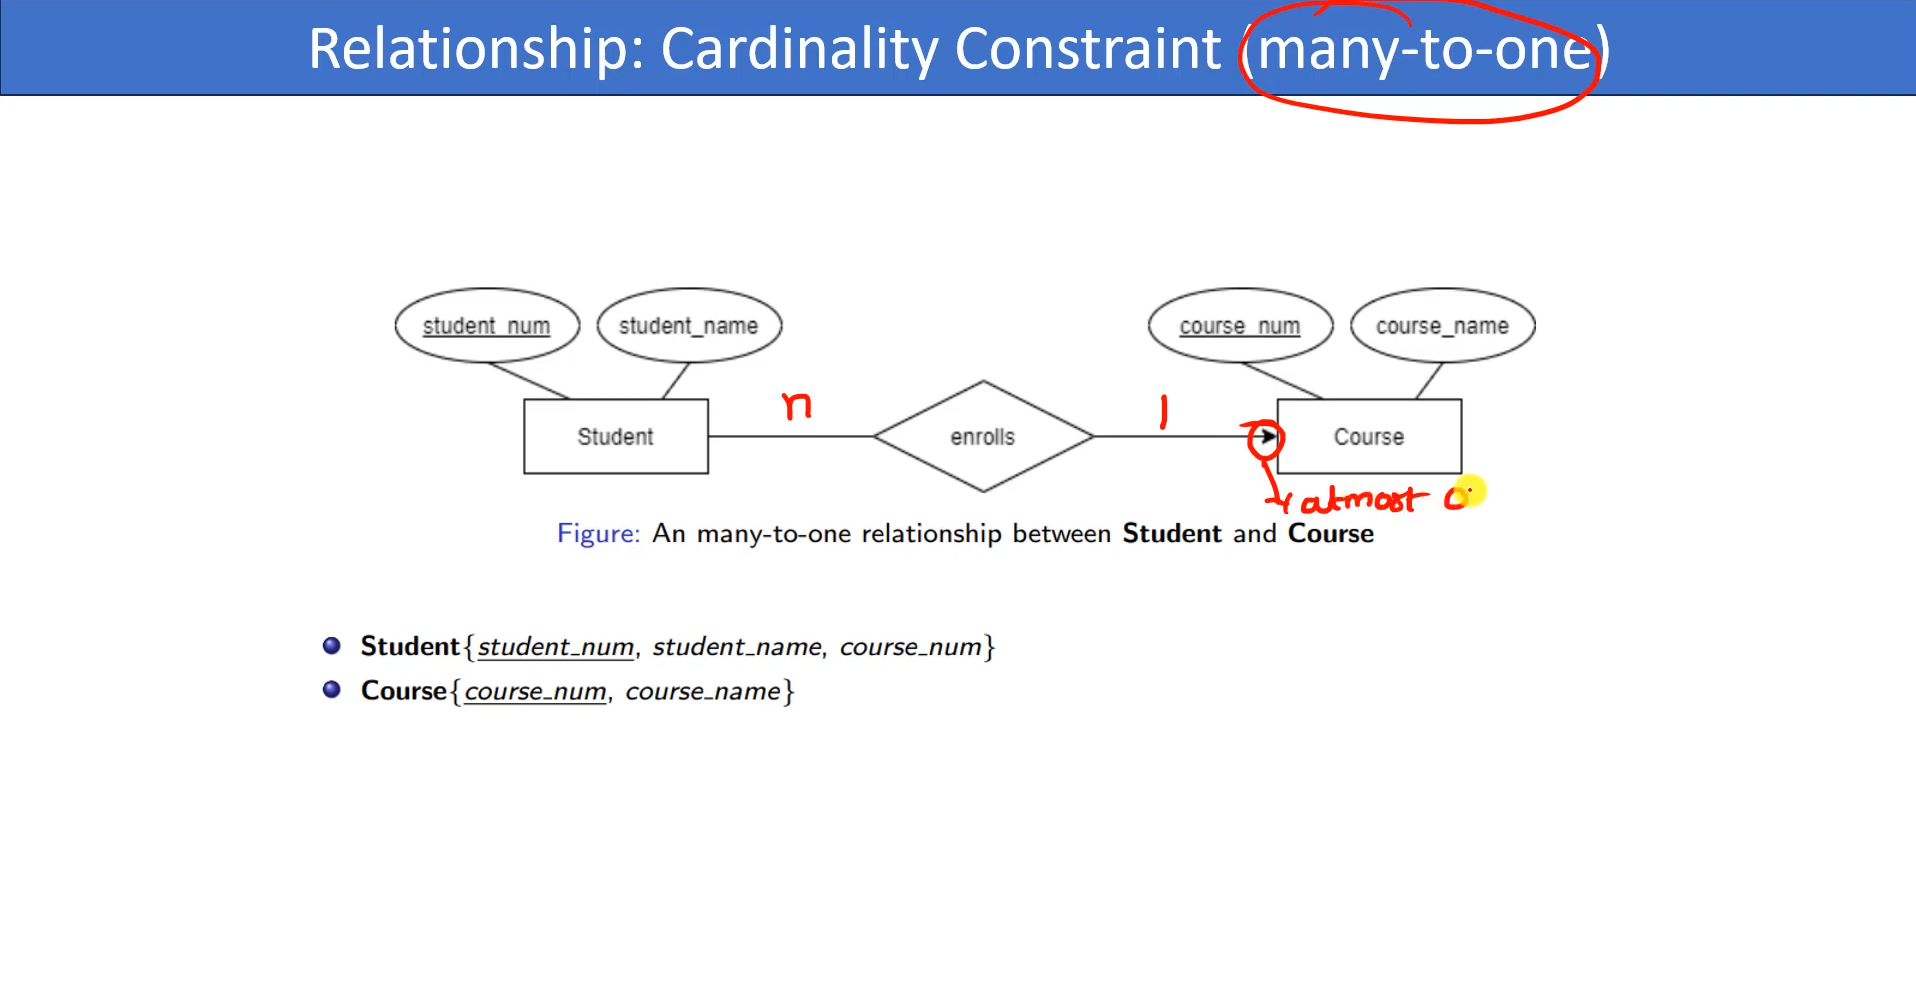 Relationship: Cardinality Constraint (many-to-one)
student_num student_name course_num course_name
n 1
Student enrolls Course
atmost
Figure: An many-to-one relationship between Student and Course
Student{student_num, student_name, course_num}
Course{course_num, course_name}